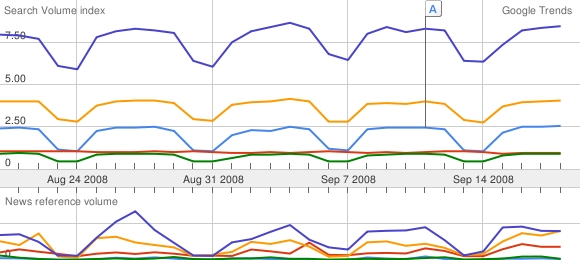 Search Volume index
Google Trends
A
7.50
5.00
2.50
0
Aug 24 2008
Aug 31 2008
Sep 7 2008
Sep 14 2008
News reference volume
0